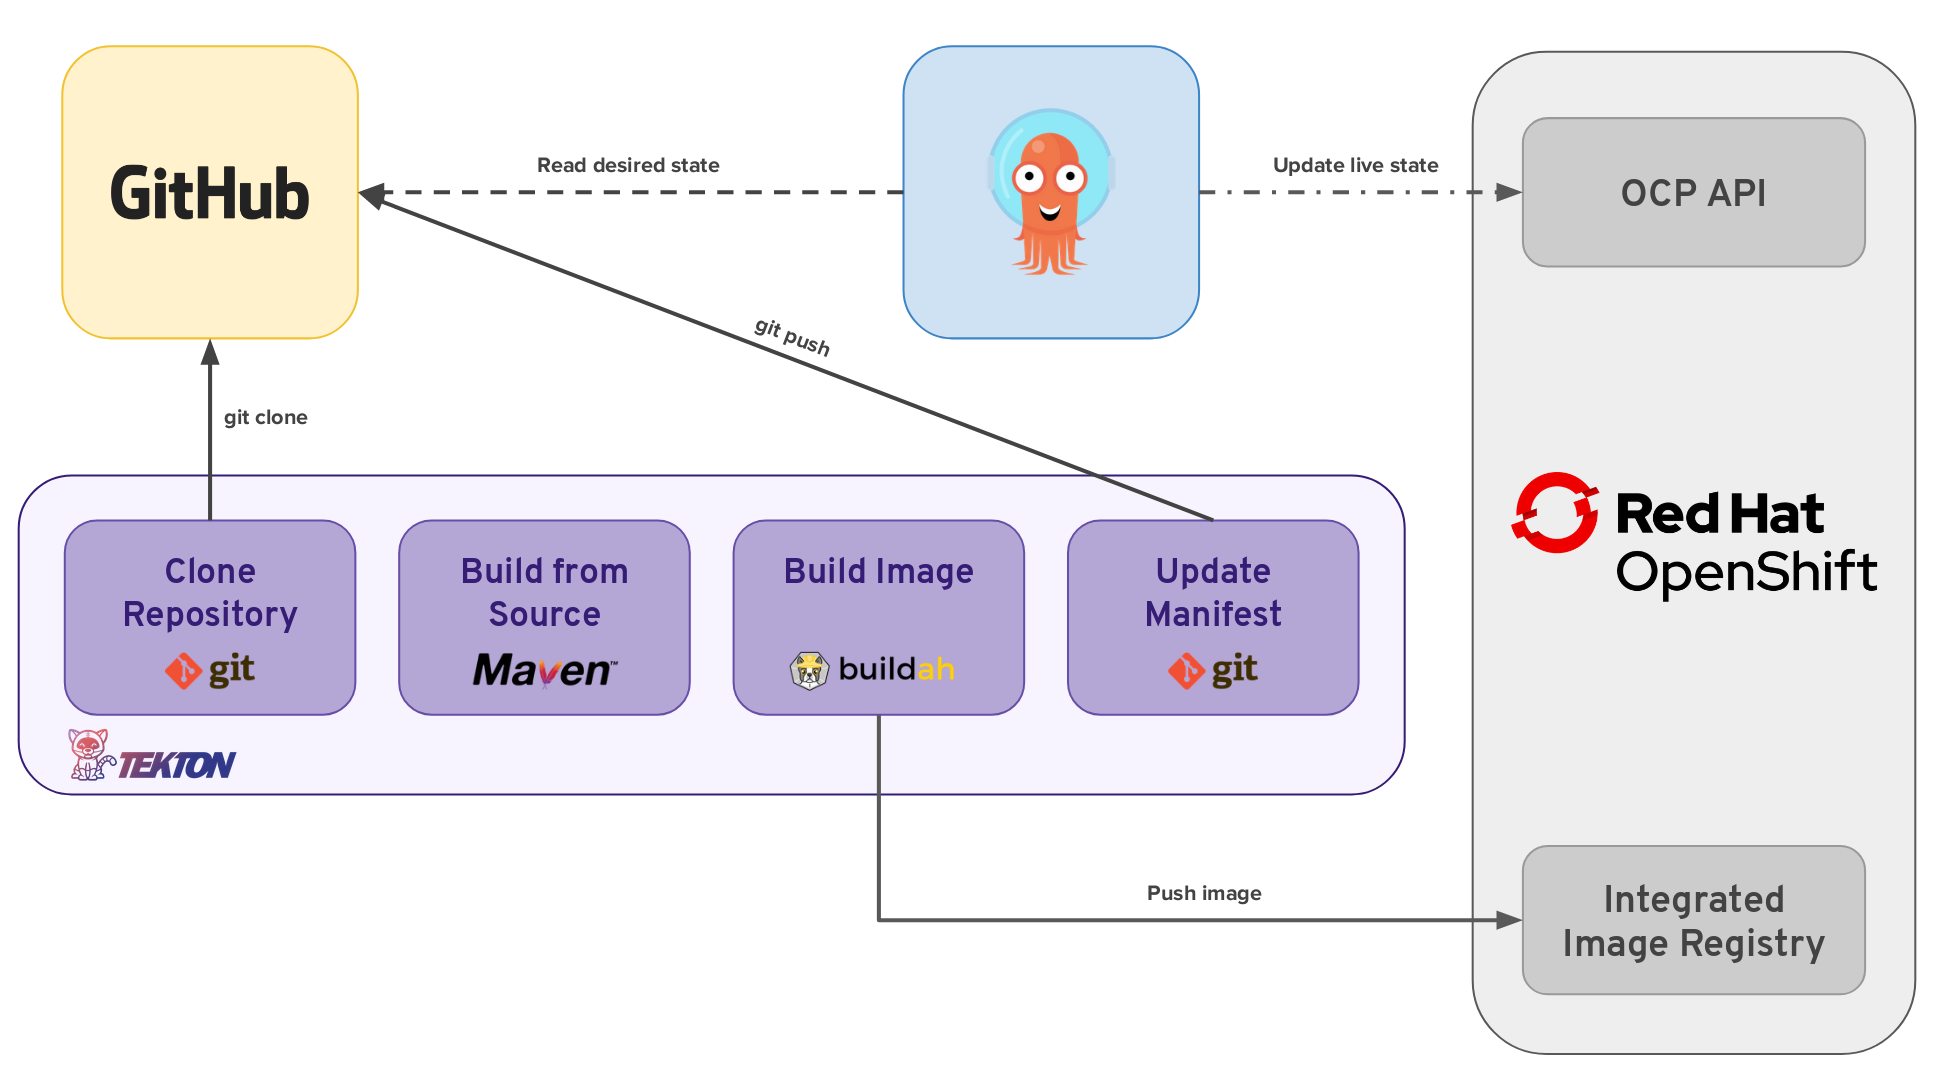 GitHub
Read desired state
Update live state
OCP API
git push
git clone
Clone
Repository
git
Build from
Source
Maven™
Build Image
buildah
Update
Manifest
git
TEKTON
Red Hat
OpenShift
Push image
Integrated
Image Registry